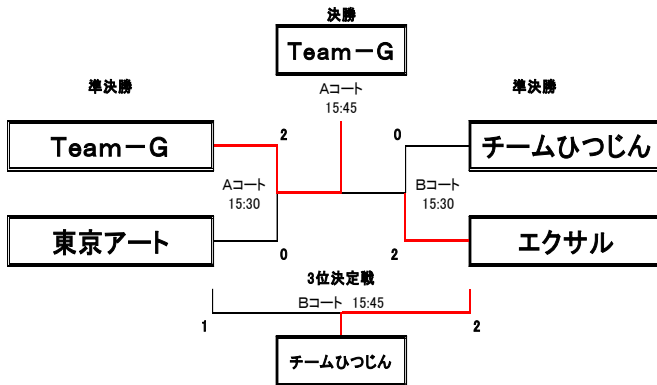 決勝
Team－G
準決勝
Aコート
15:45
準決勝
2
0
Team－G
チームひつじん
Aコート
15:30
Bコート
15:30
東京アート
エクサル
0
2
3位決定戦
Bコート 15:45
1
2
チームひつじん